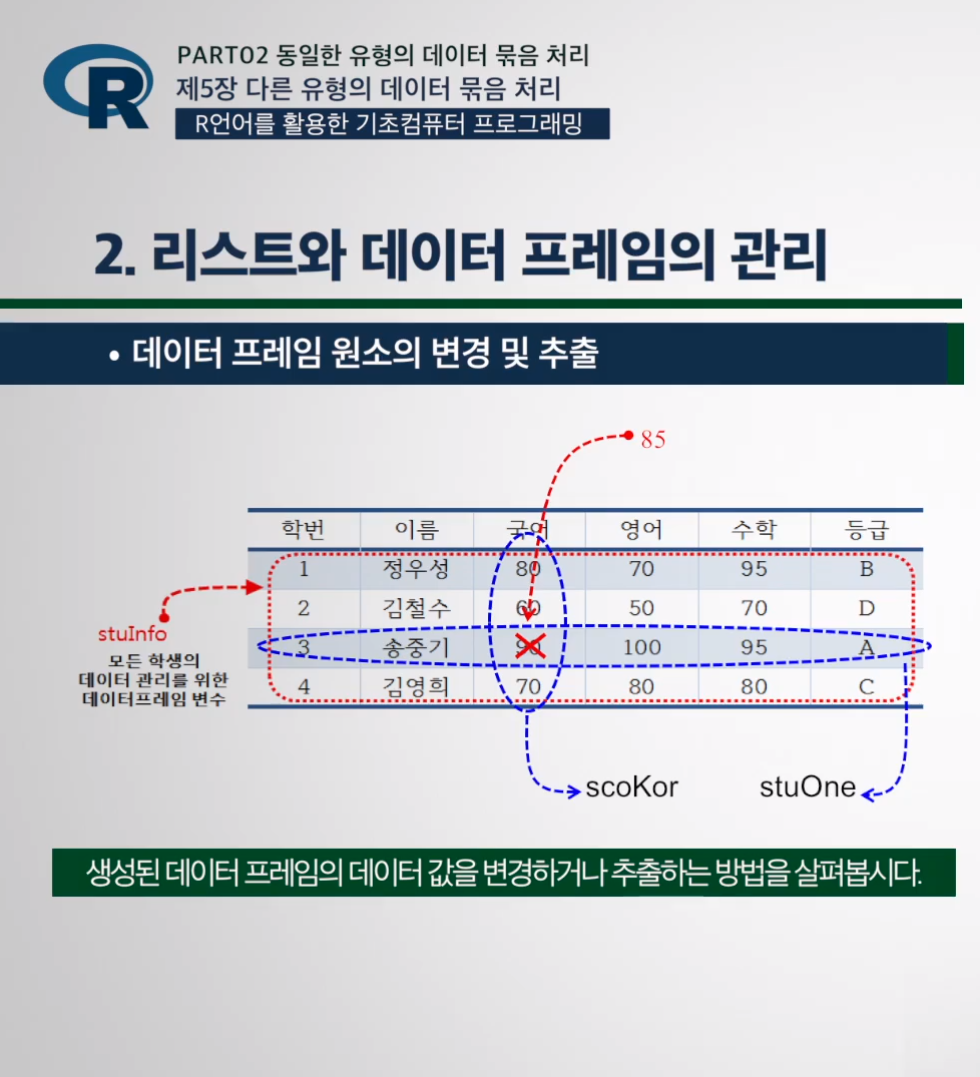 R
PART02 동일한 유형의 데이터 묶음 처리
제5장 다른 유형의 데이터 묶음 처리
R언어를 활용한 기초컴퓨터 프로그래밍
2. 리스트와 데이터 프레임의 관리
• 데이터 프레임 원소의 변경 및 추출
85
학번 이름 국어 영어 수학 등급
1 정우성 80 70 95 B
2 김철수 60 50 70 D
3 송중기 90 100 95 A
4 김영희 70 80 80 C
stuInfo
모든 학생의
데이터 관리를 위한
데이터프레임 변수
scoKor stuOne
생성된 데이터 프레임의 데이터 값을 변경하거나 추출하는 방법을 살펴봅시다.